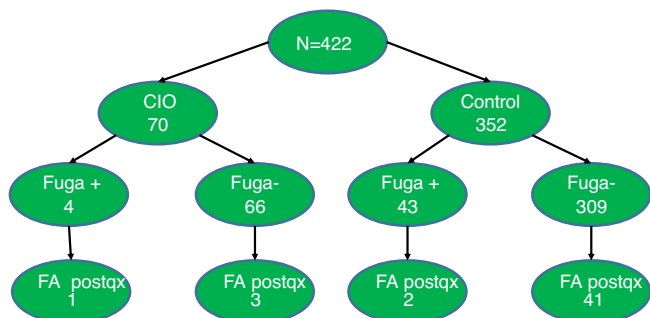 N=422
CIO
70
Control
352
Fuga +
4
Fuga-
66
Fuga +
43
Fuga-
309
FA postqx
1
FA postqx
3
FA postqx
2
FA postqx
41